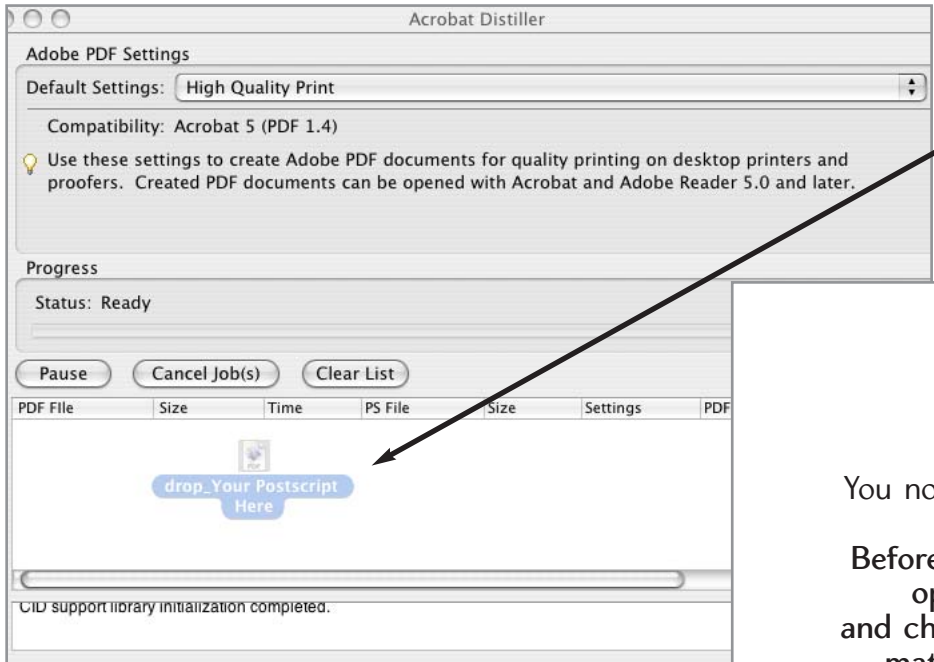 Acrobat Distiller
Adobe PDF Settings
Default Settings: High Quality Print
Compatibility: Acrobat 5 (PDF 1.4)
Use these settings to create Adobe PDF documents for quality printing on desktop printers and
proofers. Created PDF documents can be opened with Acrobat and Adobe Reader 5.0 and later.
Progress
Status: Ready
Pause Cancel Job(s) Clear List
PDF FIle Size Time PS File Size Settings PDF
drop_Your Postscript
Here
CID support library initialization completed.
You
Before
and